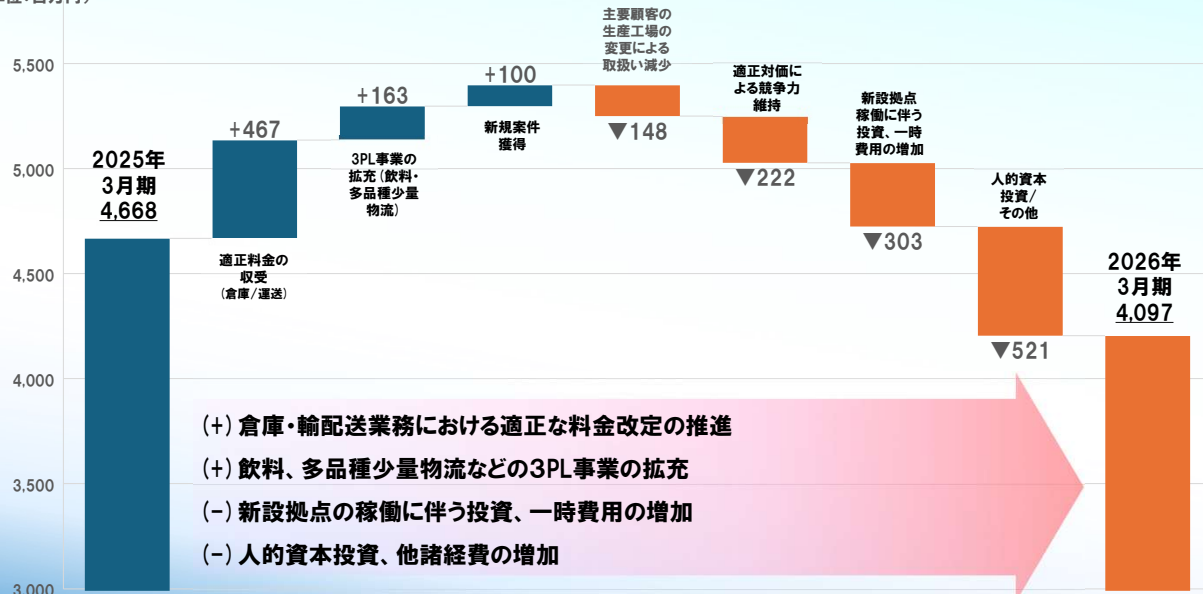 5,500
5,000
4,500
4,000
3,500
3,000
2025年
3月期
4,668
+467
適正料金の
収受
(倉庫/運送)
+163
3PL事業の
拡充(飲料・
多品種少量
物流)
+100
新規案件
獲得
主要顧客の
生産工場の
変更による
取扱い減少
▼148
適正対価に
よる競争力
維持
▼222
新設拠点
稼働に伴う
投資、一時
費用の増加
▼303
人的資本
投資/
その他
▼521
2026年
3月期
4,097
(+)倉庫・輸配送業務における適正な料金改定の推進
(+)飲料、多品種少量物流などの3PL事業の拡充
(-)新設拠点の稼働に伴う投資、一時費用の増加
(-)人的資本投資、他諸経費の増加